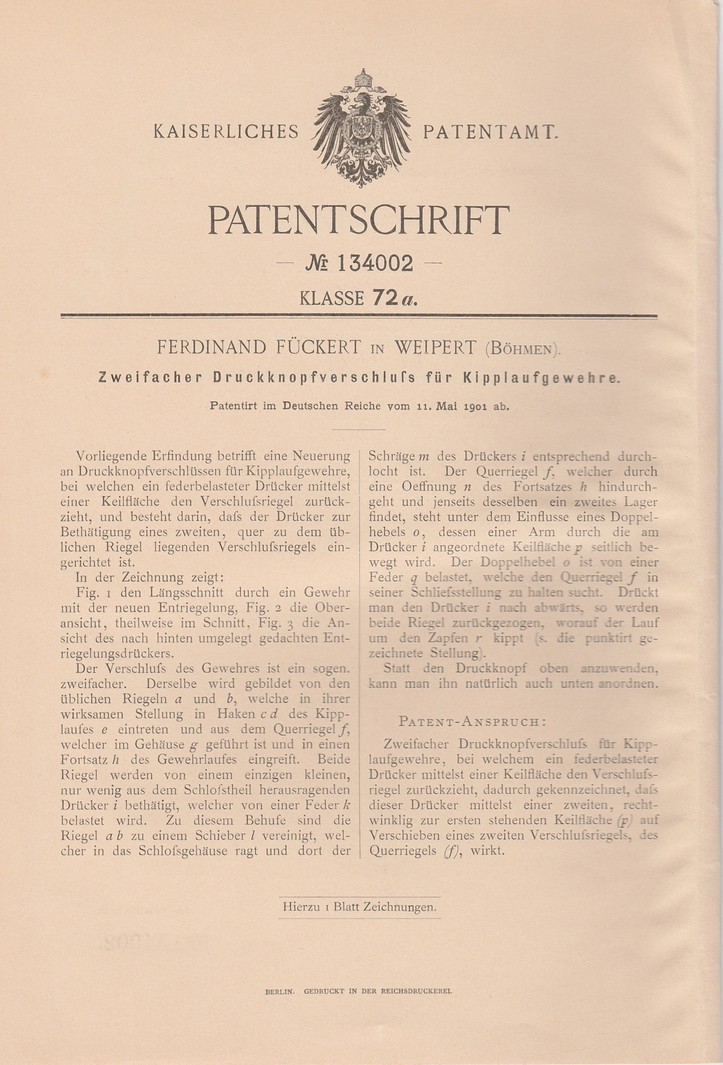 KAISERLICHES PATENTAMT.
PATENTSCHRIFT
— № 134002 —
KLASSE 72 a.
FERDINAND FÜCKERT IN WEIPERT (BÖHMEN).
Zweifacher Druckknopfverschluſs für Kipplaufgewehre.
Patentirt im Deutschen Reiche vom 11. Mai 1901 ab.
Vorliegende Erfindung betrifft eine Neuerung
an Druckknopfverschlüssen für Kipplaufgewehre,
bei welchen ein federbelasteter Drücker mittelst
einer Keilfläche den Verschluſsriegel zurück-
zieht, und besteht darin, daſs der Drücker zur
Bethätigung eines zweiten, quer zu dem üb-
lichen Riegel liegenden Verschluſsriegels ein-
gerichtet ist.
In der Zeichnung zeigt:
Fig. 1 den Längsschnitt durch ein Gewehr
mit der neuen Entriegelung, Fig. 2 die Ober-
ansicht, theilweise im Schnitt, Fig. 3 die An-
sicht des nach hinten umgelegt gedachten Ent-
riegelungsdrückers.
Der Verschluſs des Gewehres ist ein sogen.
zweifacher. Derselbe wird gebildet von den
üblichen Riegeln a und b, welche in ihrer
wirksamen Stellung in Haken c d des Kipp-
laufes e eintreten und aus dem Querriegel f,
welcher im Gehäuse g geführt ist und in einen
Fortsatz h des Gewehrlaufes eingreift. Beide
Riegel werden von einem einzigen kleinen,
nur wenig aus dem Schloſstheil herausragenden
Drücker i bethätigt, welcher von einer Feder k
belastet wird. Zu diesem Behufe sind die
Riegel a b zu einem Schieber l vereinigt, wel-
cher in das Schloſsgehäuse ragt und dort der
Schräge m des Drückers i entsprechend durch-
locht ist. Der Querriegel f, welcher durch
eine Oeffnung n des Fortsatzes h hindurch-
geht und jenseits desselben ein zweites Lager
findet, steht unter dem Einflusse eines Doppel-
hebels o, dessen einer Arm durch die am
Drücker i angeordnete Keilfläche p seitlich be-
wegt wird. Der Doppelhebel o ist von einer
Feder q belastet, welche den Querriegel f in
seiner Schlieſsstellung zu halten sucht. Drückt
man den Drücker i nach abwärts, so werden
beide Riegel zurückgezogen, worauf der Lauf
um den Zapfen r kippt (s. die punktirt ge-
zeichnete Stellung).
Statt den Druckknopf oben anzuwenden,
kann man ihn natürlich auch unten anordnen.
PATENT-ANSPRUCH:
Zweifacher Druckknopfverschluſs für Kipp-
laufgewehre, bei welchem ein federbelasteter
Drücker mittelst einer Keilfläche den Verschluſs-
riegel zurückzieht, dadurch gekennzeichnet, daſs
dieser Drücker mittelst einer zweiten, recht-
winklig zur ersten stehenden Keilfläche (p) auf
Verschieben eines zweiten Verschluſsriegels, des
Querriegels (f), wirkt.
Hierzu 1 Blatt Zeichnungen.
BERLIN. GEDRUCKT IN DER REICHSDRUCKEREI.